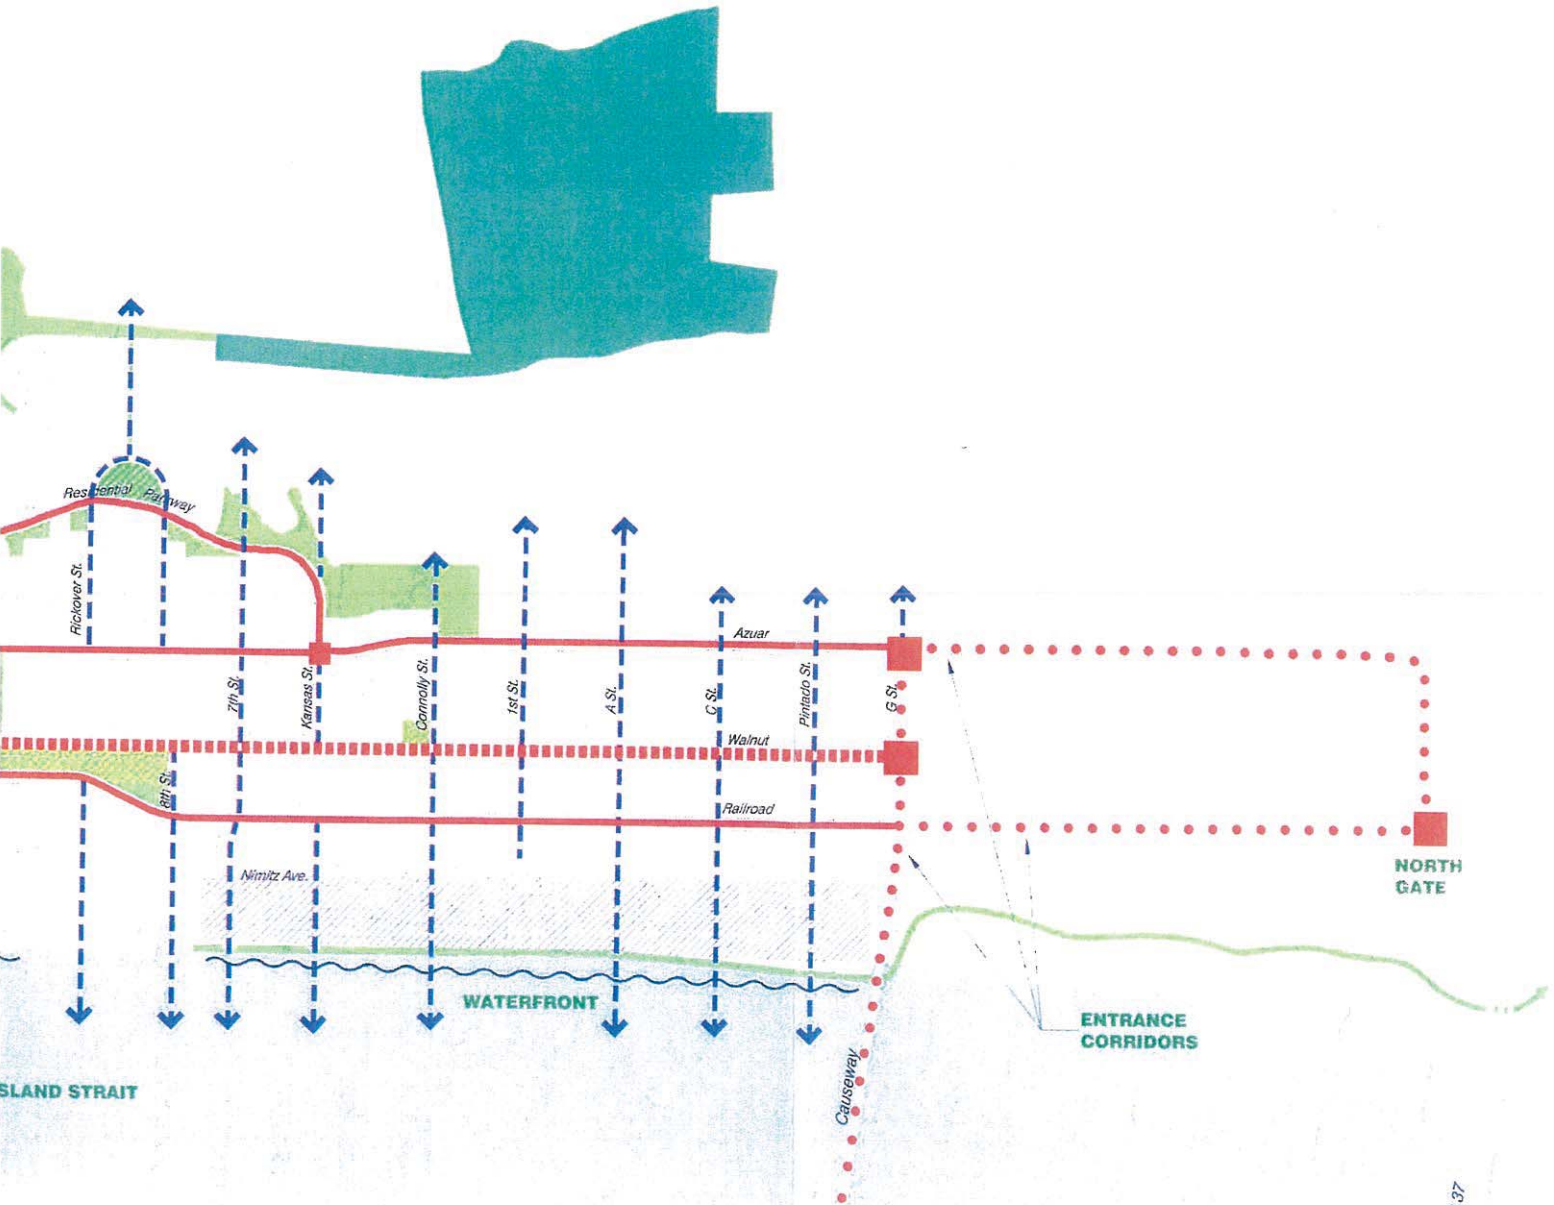 Residential Parkway
Rickover St.
Azuar
7th St.
Kansas St.
Connolly St.
1st St.
A St.
C St.
Pintado St.
G St.
Walnut
8th St.
Railroad
Nimitz Ave.
NORTH
GATE
WATERFRONT
ENTRANCE
CORRIDORS
Causeway
SLAND STRAIT
37